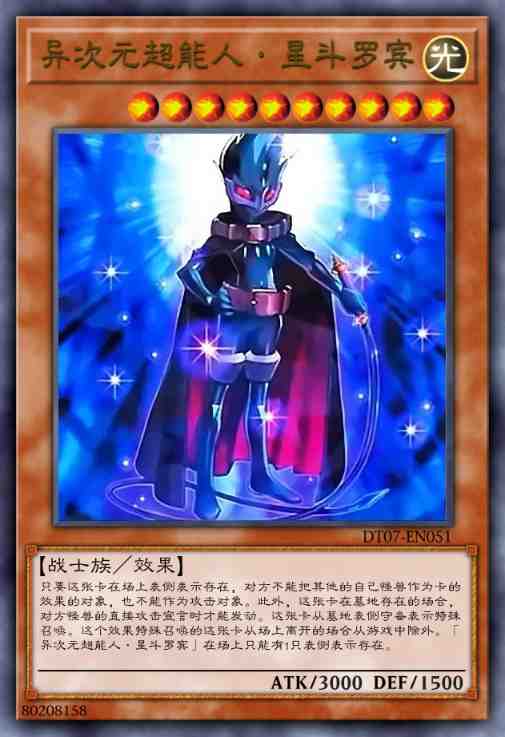 异次元超能人·星斗罗宾
光
DT07-EN051
【战士族／效果】
只要这张卡在场上表侧表示存在，对方不能把其他的自己怪兽作为卡的
效果的对象，也不能作为攻击对象。此外，这张卡在墓地存在的场合，
对方怪兽的直接攻击宣言时才能发动。这张卡从墓地表侧守备表示特殊
召唤。这个效果特殊召唤的这张卡从场上离开的场合从游戏中除外。「
异次元超能人·星斗罗宾」在场上只能有1只表侧表示存在。
ATK/3000 DEF/1500
80208158